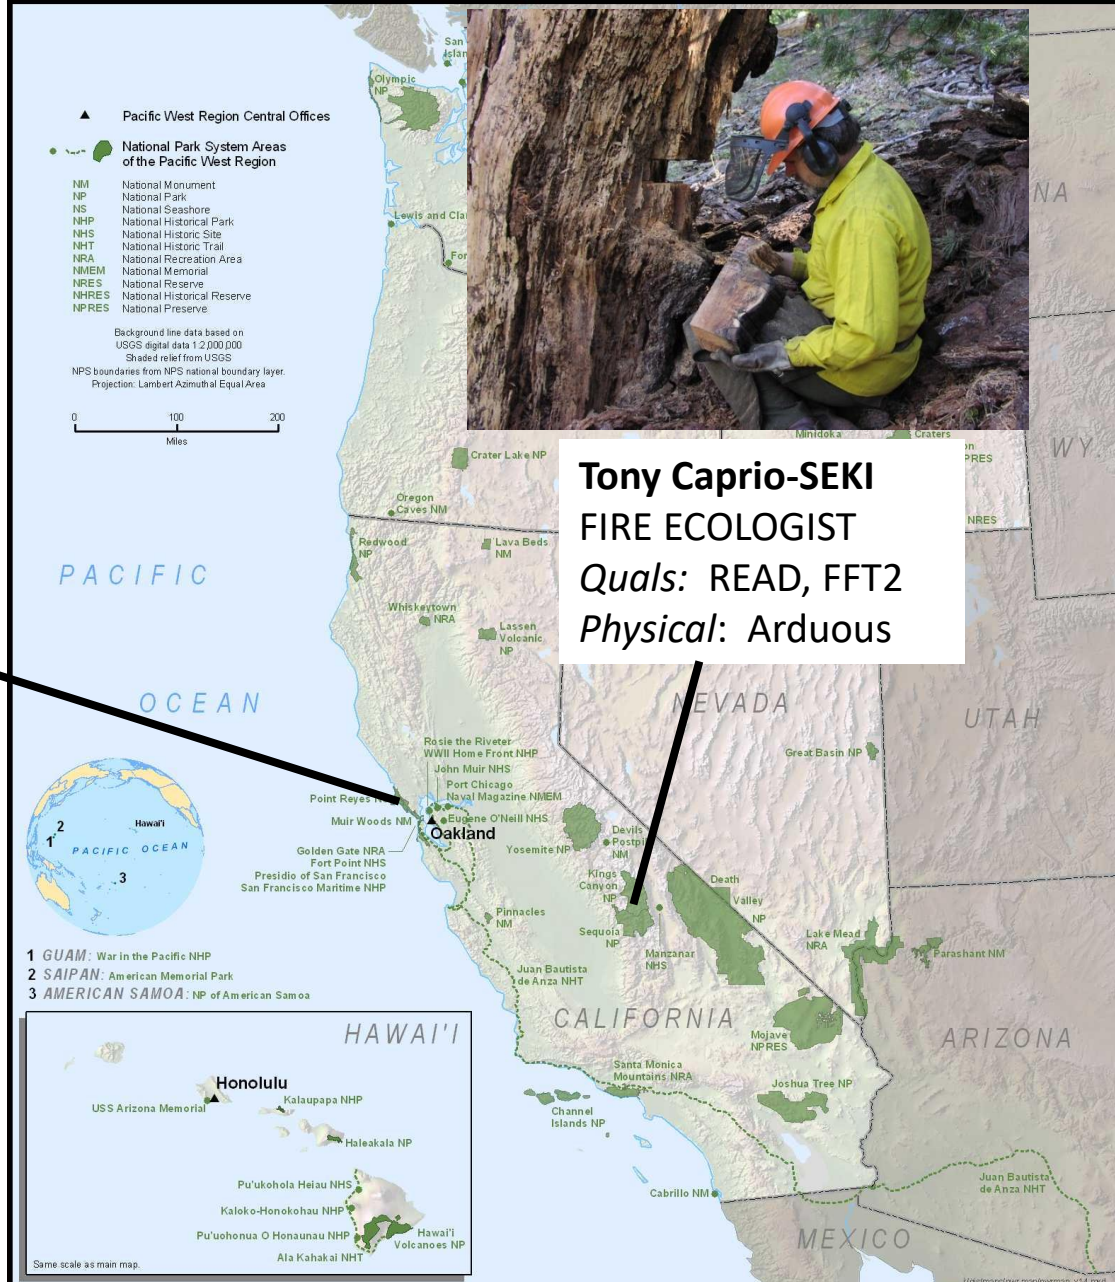 Pacific West Region Central Offices
National Park System Areas
of the Pacific West Region
NM National Monument
NP National Park
NS National Seashore
NHP National Historical Park
NHS National Historic Site
NHT National Historic Trail
NRA National Recreation Area
NMEM National Memorial
NRES National Reserve
NHRES National Historical Reserve
NPRES National Preserve
Background line data based on
USGS digital data 1:2,000,000
Shaded relief from USGS
NPS boundaries from NPS national boundary layer.
Projection: Lambert Azimuthal Equal Area
0 100 200
Miles
San
Olympic
NP
Lewis and Cla
For
NA
Minidoka
Craters
PRES
WY
NRES
Tony Caprio-SEKI
FIRE ECOLOGIST
Quals: READ, FFT2
Physical: Arduous
Crater Lake NP
Oregon
Caves NM
Redwood
NP
Lava Beds
NM
PACIFIC
Whiskeytown
NRA
Lassen
Volcanic
NP
OCEAN
NEVADA
UTAH
Great Basin NP
Rosie the Riveter
WWII Home Front NHP
John Muir NHS
Port Chicago
Naval Magazine NMEM
Point Reyes
Muir Woods NM
Eugene O'Neill NHS
Oakland
Golden Gate NRA
Fort Point NHS
Presidio of San Francisco
San Francisco Maritime NHP
Yosemite NP
Devils
Postpi
NM
Kings
Canyon
NP
Sequoia
NP
Death
Valley
NP
Manzanar
NHS
Lake Mead
NRA
Parashant NM
Pinnacles
NM
Juan Bautista
de Anza NHT
CALIFORNIA
Mojave
NPRES
ARIZONA
Santa Monica
Mountains NRA
Joshua Tree NP
Channel
Islands NP
Cabrillo NM
Juan Bautista
de Anza NHT
MEXICO
Hawai'i
2
1
PACIFIC OCEAN
3
1 GUAM: War in the Pacific NHP
2 SAIPAN: American Memorial Park
3 AMERICAN SAMOA: NP of American Samoa
HAWAI'I
Honolulu
USS Arizona Memorial
Kalaupapa NHP
Haleakala NP
Pu'ukohola Heiau NHS
Kaloko-Honokohau NHP
Pu'uohonua O Honaunau NHP
Hawai'i
Volcanoes NP
Ala Kahakai NHT
Same scale as main map.